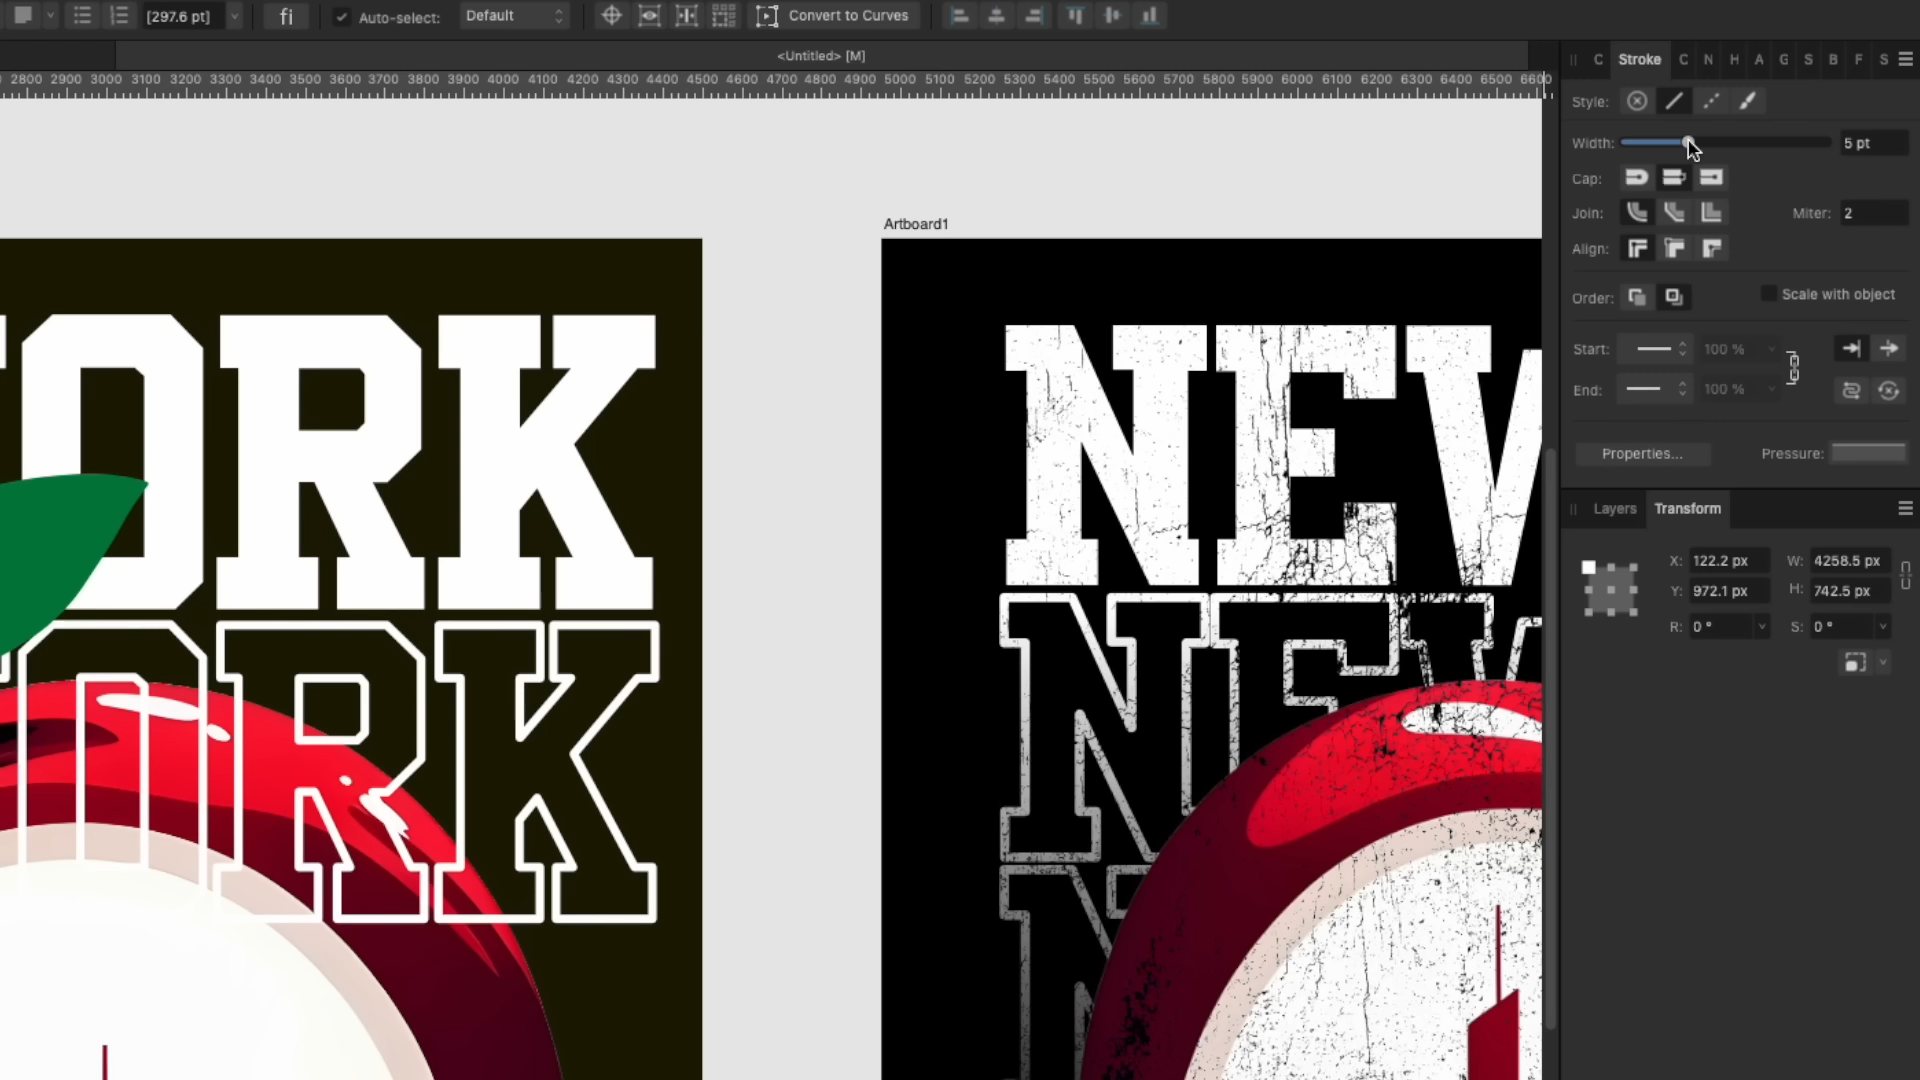 [297.6 pt] fi Auto-select: Default Convert to Curves
<Untitled> [M]
2800 2900 3000 3100 3200 3300 3400 3500 3600 3700 3800 3900 4000 4100 4200 4300 4400 4500 4600 4700 4800 4900 5000 5100 5200 5300 5400 5500 5600 5700 5800 5900 6000 6100 6200 6300 6400 6500 6600
C Stroke C N H A G S B F S
Style:
Width: 5 pt
Cap:
Join: Miter: 2
Align:
Order: Scale with object
Start: 100 %
End: 100 %
Properties... Pressure:
Layers Transform
X: 122.2 px W: 4258.5 px
Y: 972.1 px H: 742.5 px
R: 0 ° S: 0 °
ORK
ORK
Artboard1
NEW
NEW
N